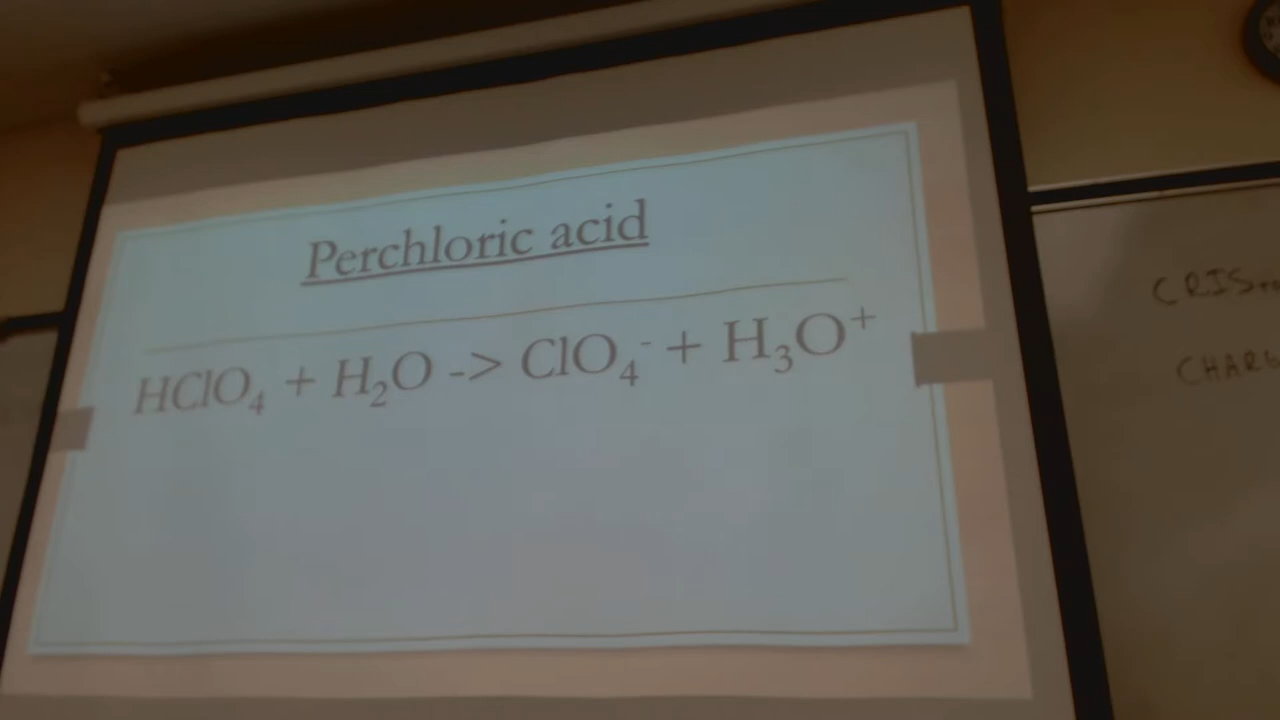 Perchloric acid
HClO₄ + H₂O -> ClO₄⁻ + H₃O⁺